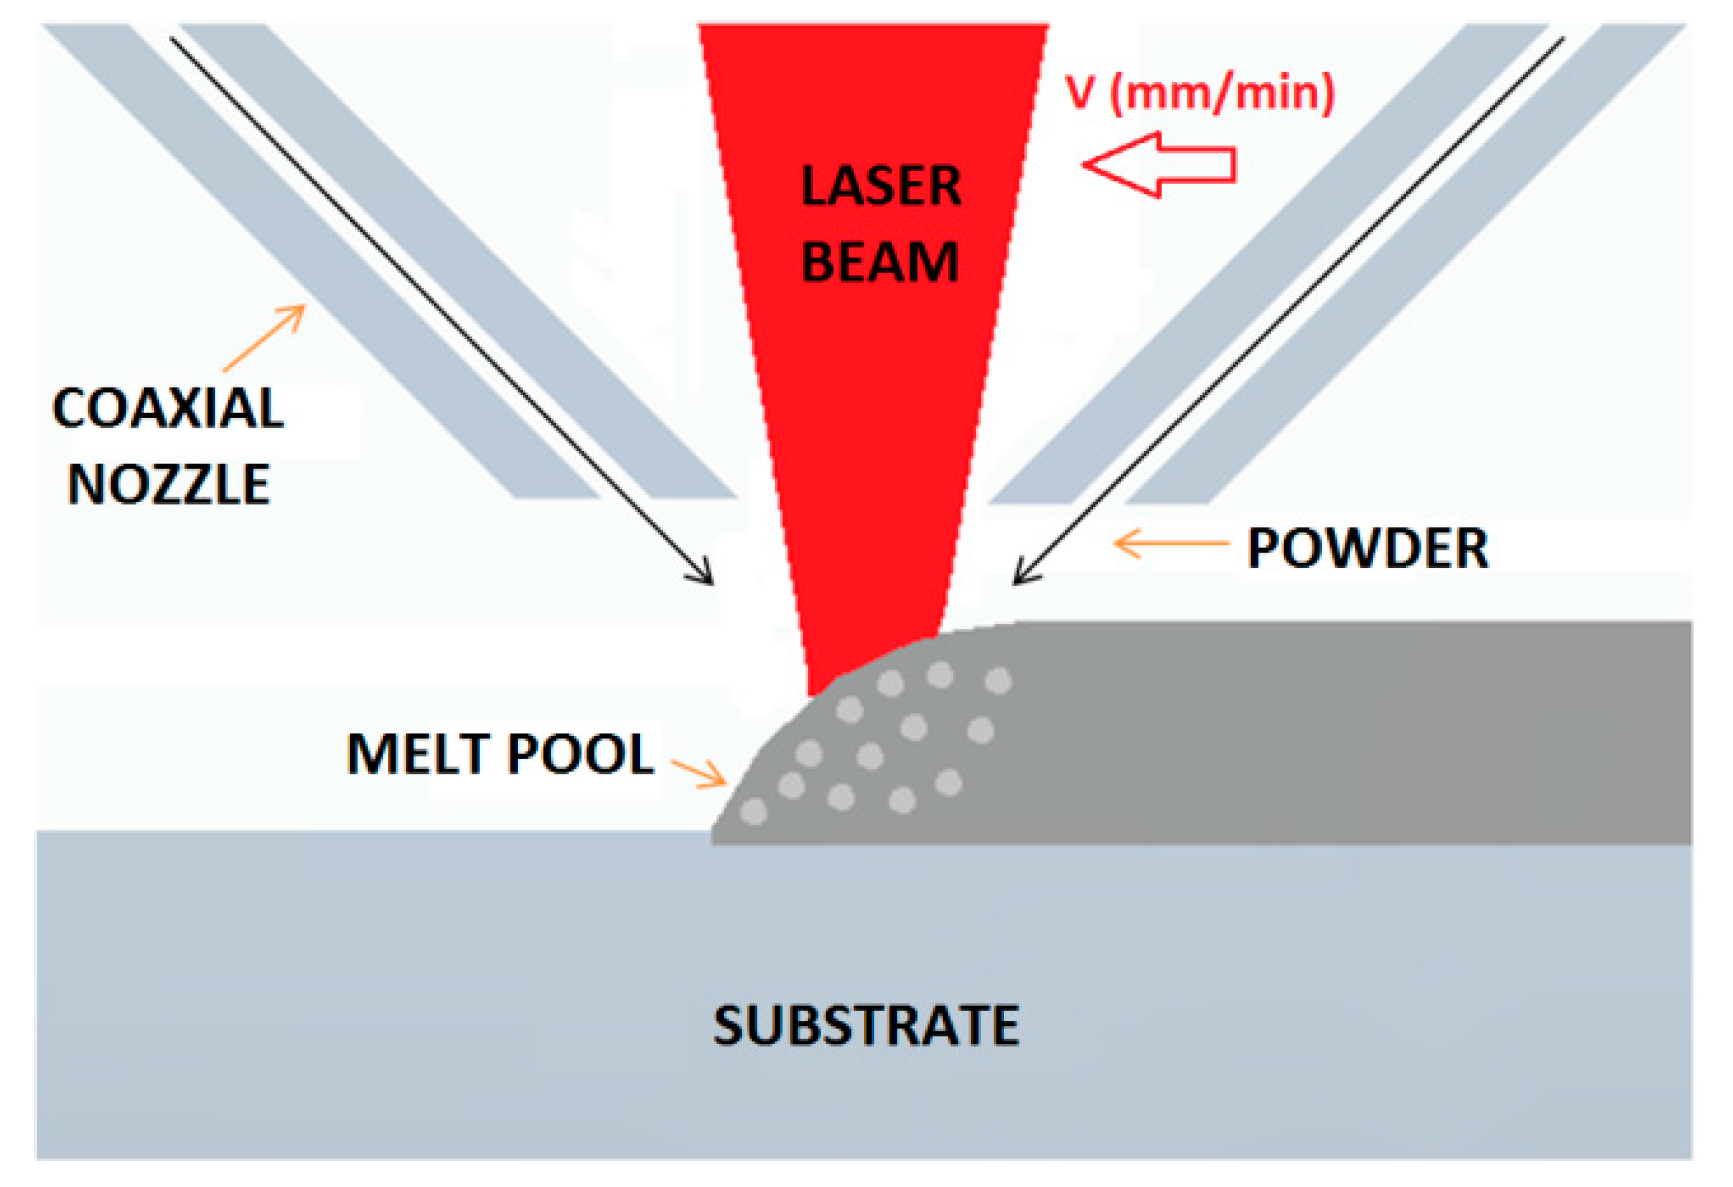 V (mm/min)
LASER
BEAM
COAXIAL
NOZZLE
POWDER
MELT POOL
SUBSTRATE